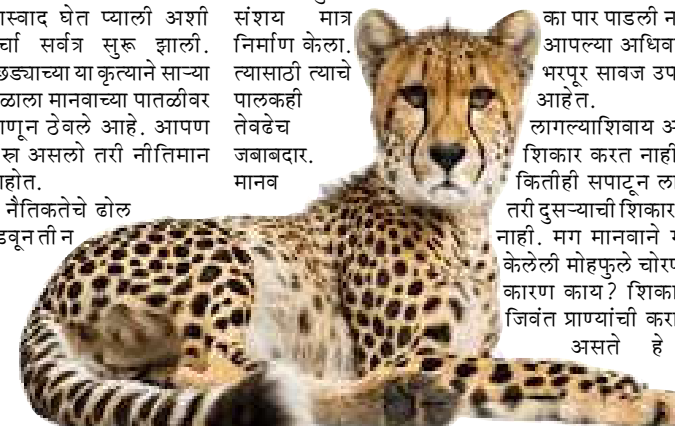 स्वाद घेत प्याली अशी
र्चा सर्वत्र सुरू झाली.
या कृत्याने साऱ्या
ळाला मानवाच्या पातळीवर
णून ठेवले आहे. आपण
स्र असलो तरी नीतिमान
होत.
नैतिकतेचे ढोल
डवून ती न
संशय मात्र
निर्माण केला.
त्यासाठी त्याचे
पालकही
तेवढेच
जबाबदार.
मानव
का पार पाडली न
आपल्या अधिवा
भरपूर सावज उप
आहेत.
लागल्याशिवाय अ
शिकार करत नाही
कितीही सपाटून ला
तरी दुसऱ्याची शिकार
नाही. मग मानवाने
केलेली मोहफुले चोरण
कारण काय? शिका
जिवंत प्राण्यांची करा
असते हे